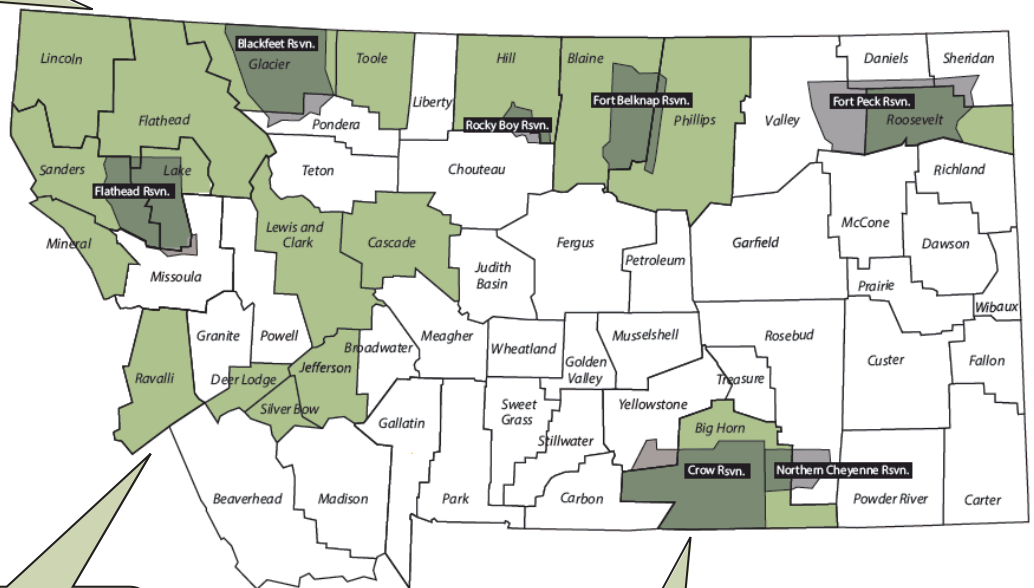 Lincoln
Flathead
Blackfeet Rsvn.
Glacier
Toole
Liberty
Hill
Blaine
Daniels
Sheridan
Pondera
Rocky Boy Rsvn.
Fort Belknap Rsvn.
Phillips
Valley
Fort Peck Rsvn.
Roosevelt
Sanders
Lake
Flathead Rsvn.
Teton
Chouteau
Richland
Mineral
Missoula
Lewis and
Clark
Cascade
Judith
Basin
Fergus
Petroleum
Garfield
McCone
Dawson
Prairie
Wibaux
Granite
Powell
Broadwater
Meagher
Wheatland
Golden
Valley
Musselshell
Rosebud
Custer
Fallon
Ravalli
Deer Lodge
Jefferson
Silver Bow
Gallatin
Sweet
Grass
Stillwater
Yellowstone
Treasure
Big Horn
Crow Rsvn.
Northern Cheyenne Rsvn.
Beaverhead
Madison
Park
Carbon
Powder River
Carter